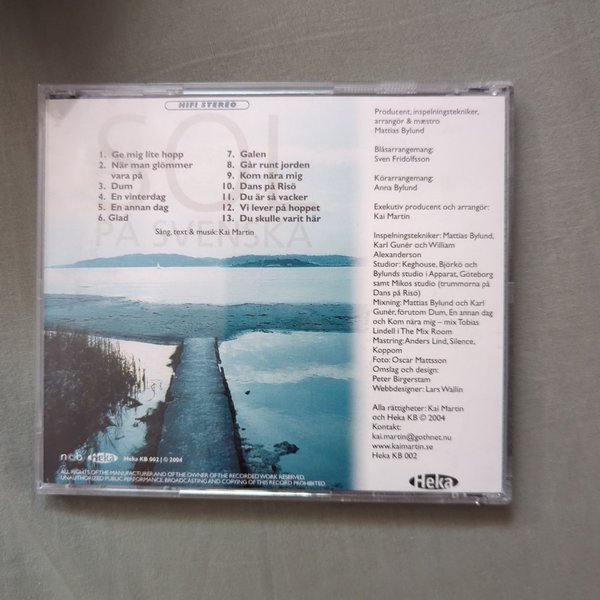 HIFI STEREO
SOL
PÅ SVENSKA
1. Ge mig lite hopp
2. När man glömmer
vara på
3. Dum
4. En vinterdag
5. En annan dag
6. Glad
7. Galen
8. Går runt jorden
9. Kom nära mig
10. Dans på Risö
11. Du är så vacker
12. Vi lever på hoppet
13. Du skulle varit här
Sång, text & musik: Kai Martin
Producent, inspelningstekniker,
arrangör & mæstro
Mattias Bylund
Blåsarrangemang:
Sven Fridolfsson
Körarrangemang:
Anna Bylund
Exekutiv producent och arrangör:
Kai Martin
Inspelningstekniker: Mattias Bylund,
Karl Gunér och William
Alexanderson
Studior: Keghouse, Björkö och
Bylunds studio i Apparat, Göteborg
samt Mikos studio (trummorna på
Dans på Risö)
Mixning: Mattias Bylund och Karl
Gunér, förutom Dum, En annan dag
och Kom nära mig – mix Tobias
Lindell i The Mix Room
Mastring: Anders Lind, Silence,
Koppom
Foto: Oscar Mattsson
Omslag och design:
Peter Birgerstam
Webbdesigner: Lars Wallin
Alla rättigheter: Kai Martin
och Heka KB © 2004
Kontakt:
kai.martin@gothnet.nu
www.kaimartin.se
Heka KB 002
Heka
ncb Heka Heka KB 002 | © 2004
ALL RIGHTS OF THE MANUFACTURER AND OF THE OWNER OF THE RECORDED WORK RESERVED.
UNAUTHORIZED PUBLIC PERFORMANCE, BROADCASTING AND COPYING OF THIS RECORD PROHIBITED.